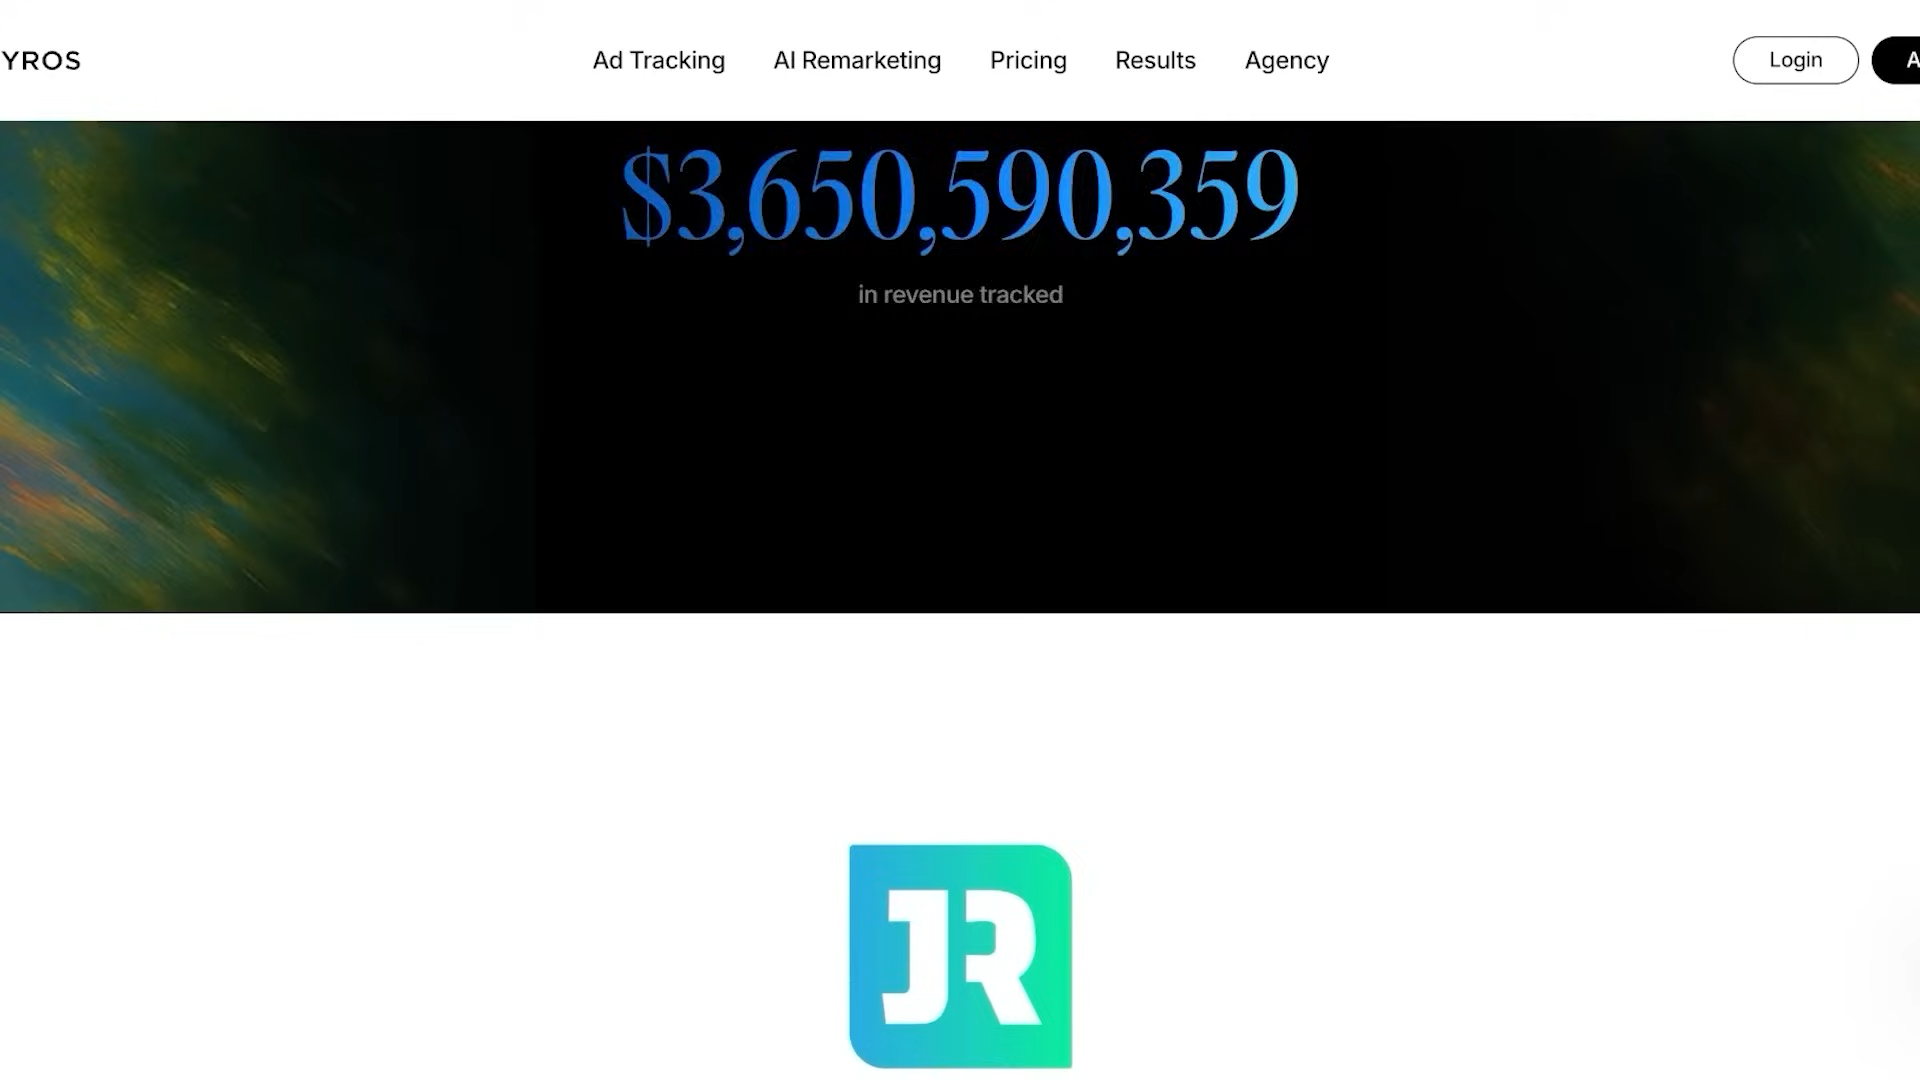 YROS
Ad Tracking
AI Remarketing
Pricing
Results
Agency
Login
A
$3,650,590,359
in revenue tracked
JR